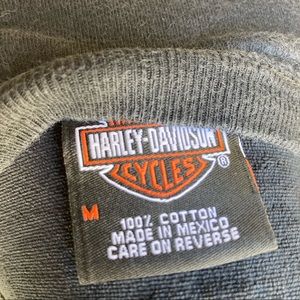 HARLEY-DAVIDSON
CYCLES
®
M
100% COTTON
MADE IN MEXICO
CARE ON REVERSE